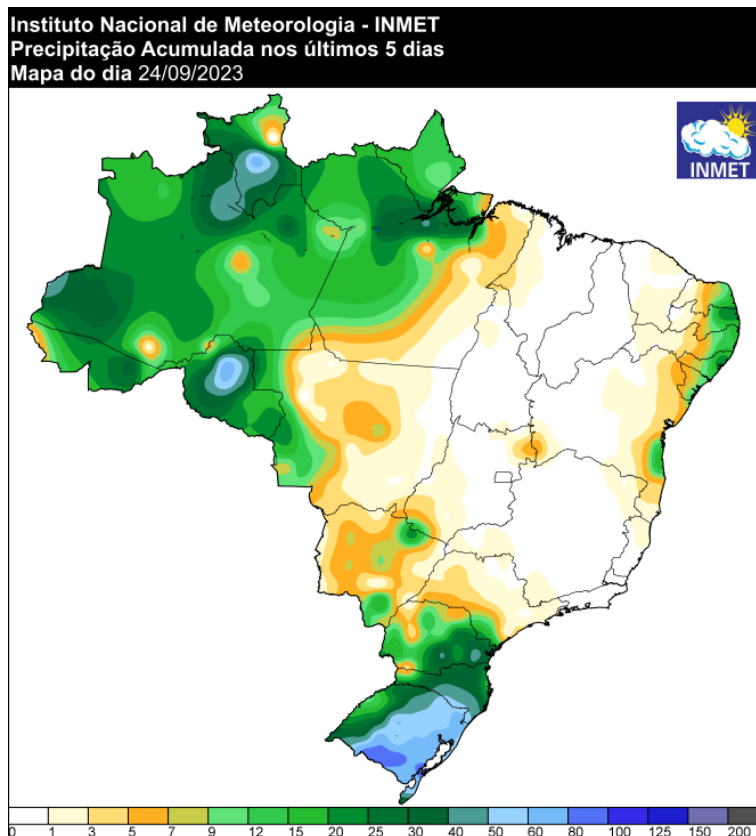 Instituto Nacional de Meteorologia - INMET
Precipitação Acumulada nos últimos 5 dias
Mapa do dia 24/09/2023
INMET
0 1 3 5 7 9 12 15 20 25 30 40 50 60 80 100 125 150 200